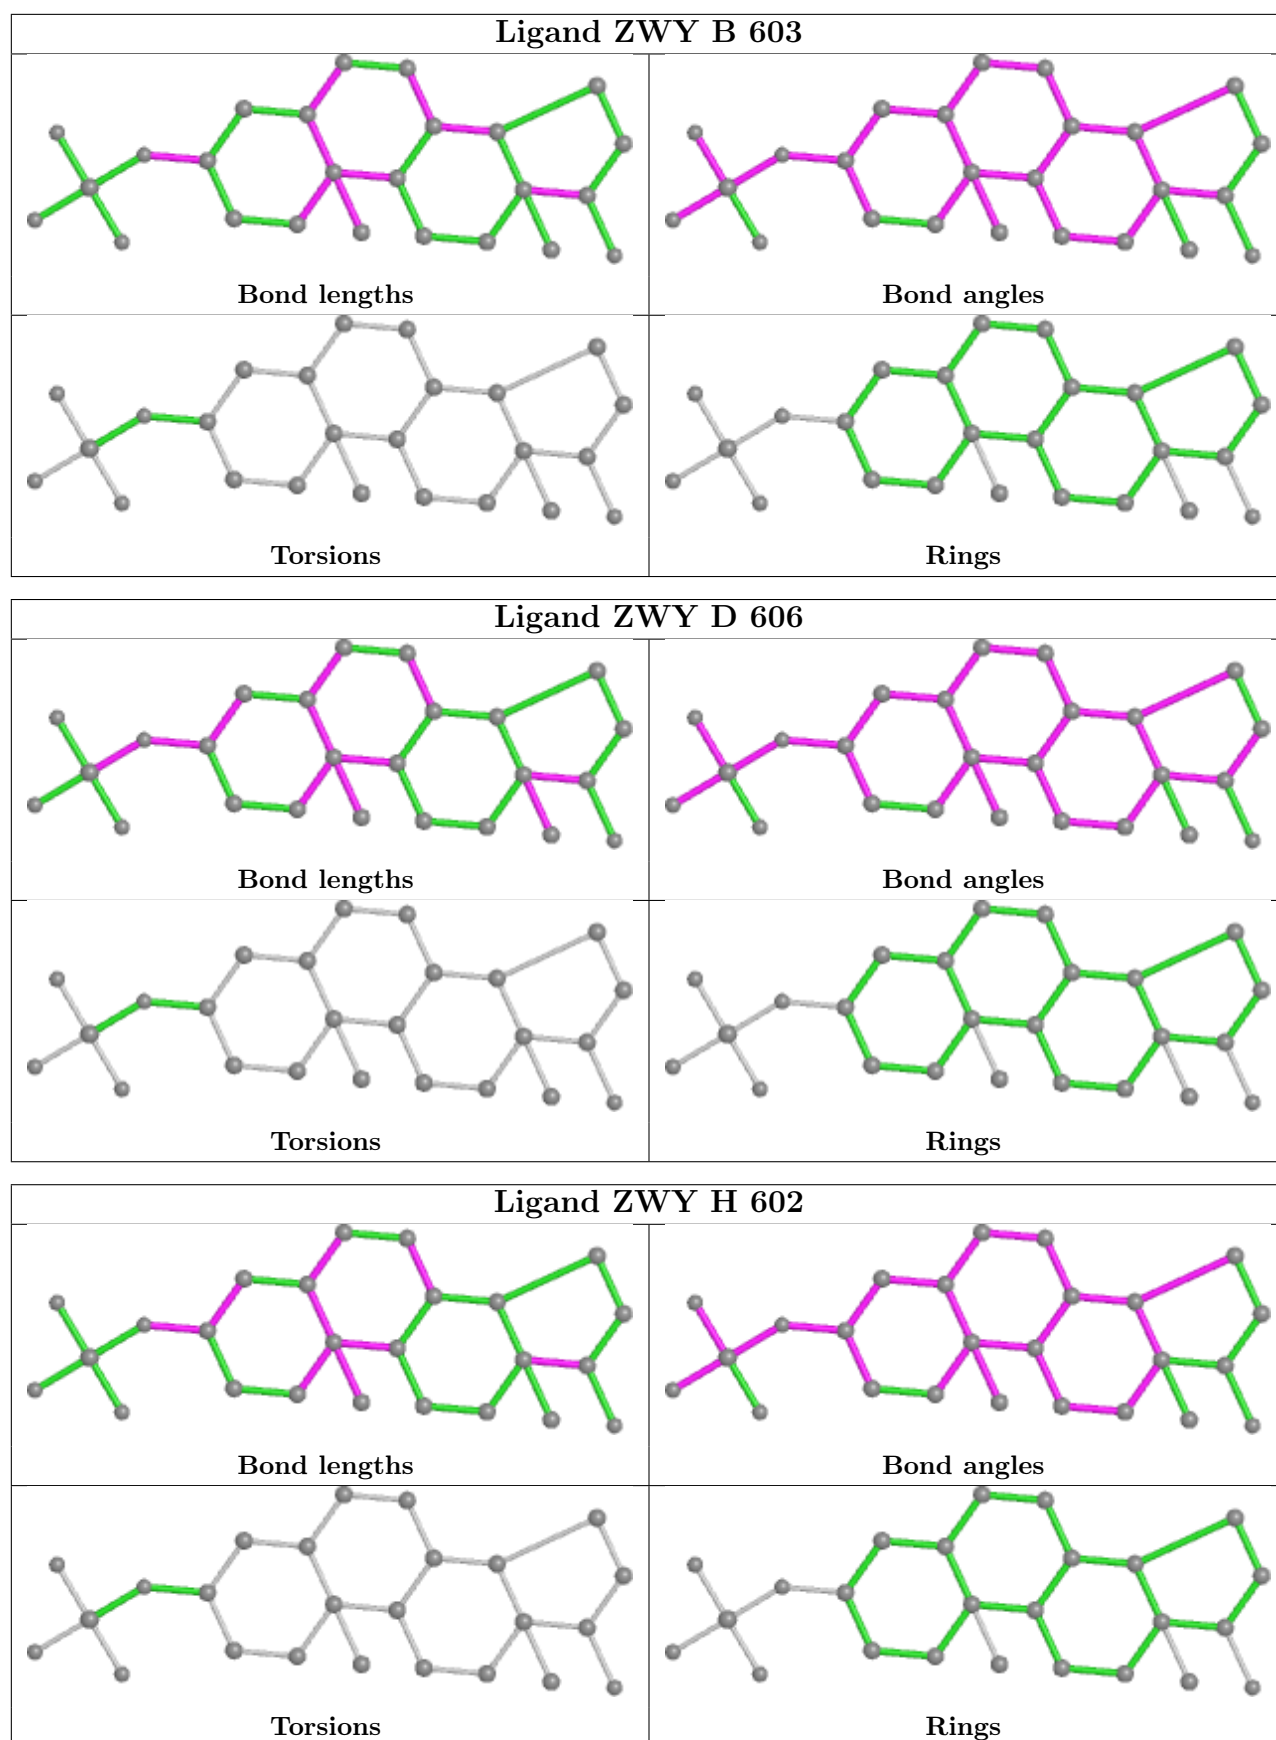 Ligand ZWY B 603
Bond lengths
Bond angles
Torsions
Rings
Ligand ZWY D 606
Bond lengths
Bond angles
Torsions
Rings
Ligand ZWY H 602
Bond lengths
Bond angles
Torsions
Rings